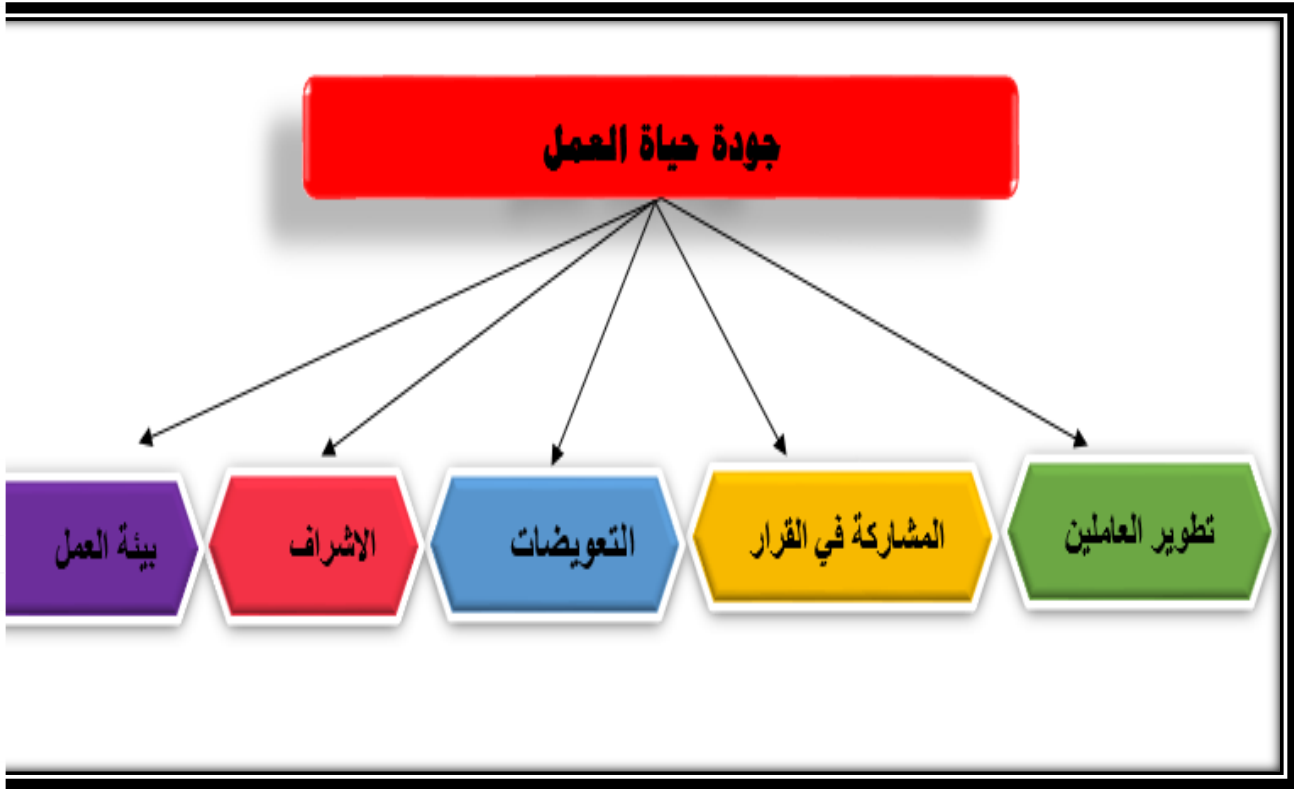 جودة حياة العمل
تطوير العاملين
المشاركة في القرار
التعويضات
الاشراف
بيئة العمل